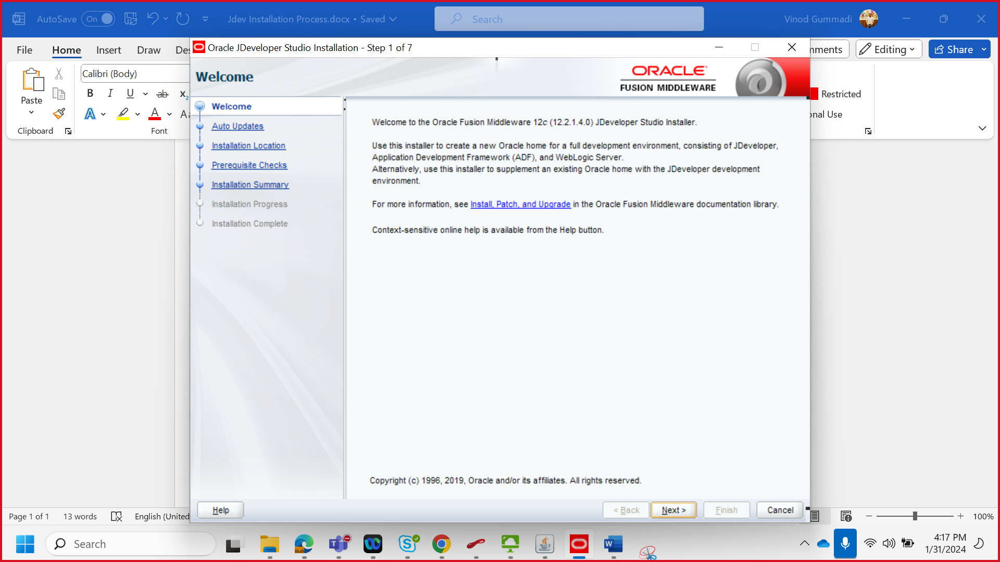 AutoSave On Jdev Installation Process.docx • Saved Search Vinod Gummadi
File Home Insert Draw Des
Oracle JDeveloper Studio Installation - Step 1 of 7
nments Editing Share
Paste
Calibri (Body)
B I U ab x2
A A Aa
Clipboard Font
Restricted
onal Use
Welcome
ORACLE
FUSION MIDDLEWARE
Welcome
Auto Updates
Installation Location
Prerequisite Checks
Installation Summary
Installation Progress
Installation Complete
Welcome to the Oracle Fusion Middleware 12c (12.2.1.4.0) JDeveloper Studio Installer.
Use this installer to create a new Oracle home for a full development environment, consisting of JDeveloper,
Application Development Framework (ADF), and WebLogic Server.
Alternatively, use this installer to supplement an existing Oracle home with the JDeveloper development
environment.
For more information, see Install, Patch, and Upgrade in the Oracle Fusion Middleware documentation library.
Context-sensitive online help is available from the Help button.
Copyright (c) 1996, 2019, Oracle and/or its affiliates. All rights reserved.
Help < Back Next > Finish Cancel
Page 1 of 1 13 words English (United 100%
Search
4:17 PM
1/31/2024